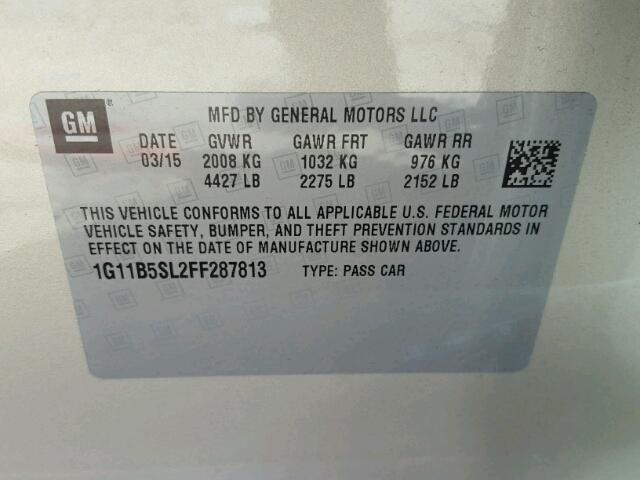 GM
MFD BY GENERAL MOTORS LLC
DATE GVWR GAWR FRT GAWR RR
03/15 2008 KG 1032 KG 976 KG
4427 LB 2275 LB 2152 LB
THIS VEHICLE CONFORMS TO ALL APPLICABLE U.S. FEDERAL MOTOR
VEHICLE SAFETY, BUMPER, AND THEFT PREVENTION STANDARDS IN
EFFECT ON THE DATE OF MANUFACTURE SHOWN ABOVE.
1G11B5SL2FF287813 TYPE: PASS CAR